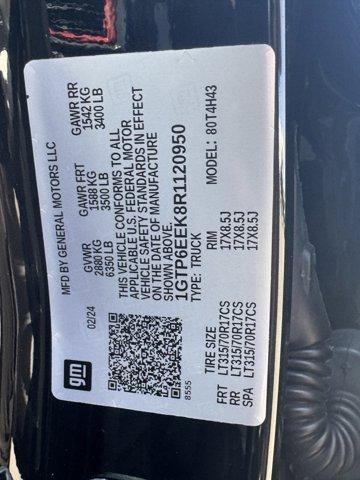 MFD BY GENERAL MOTORS LLC
02/24
GVWR
2880 KG
6350 LB
GAWR FRT
1588 KG
3500 LB
GAWR RR
1542 KG
3400 LB
THIS VEHICLE CONFORMS TO ALL
APPLICABLE U.S. FEDERAL MOTOR
VEHICLE SAFETY STANDARDS IN EFFECT
ON THE DATE OF MANUFACTURE
SHOWN ABOVE.
1GTP6EEK8R1120950
TYPE: TRUCK
MODEL: 80T4H43
gm
8555
TIRE SIZE RIM
FRT LT315/70R17CS 17X8.5J
RR LT315/70R17CS 17X8.5J
SPA LT315/70R17CS 17X8.5J